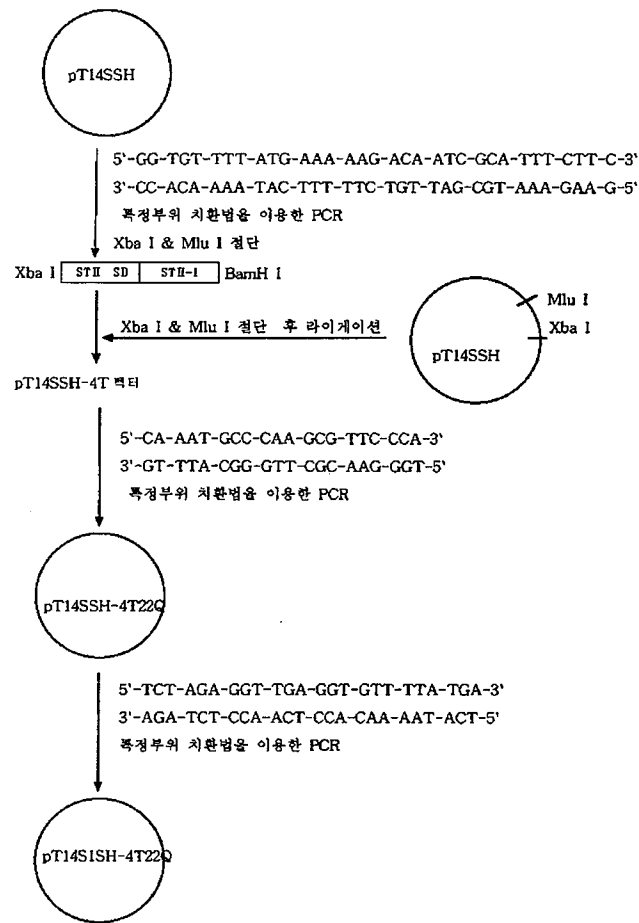 pT14SSH
5'-GG-TGT-TTT-ATG-AAA-AAG-ACA-ATC-GCA-TTT-CTT-C-3'
3'-CC-ACA-AAA-TAC-TTT-TTC-TGT-TAG-CGT-AAA-GAA-G-5'
특정부위 치환법을 이용한 PCR
Xba I & Mlu I 절단
Xba I STII SD STII-1 BamH I
Mlu I
Xba I & Mlu I 절단 후 라이게이션
Xba I
pT14SSH
pT14SSH-4T 벡터
5'-CA-AAT-GCC-CAA-GCG-TTC-CCA-3'
3'-GT-TTA-CGG-GTT-CGC-AAG-GGT-5'
특정부위 치환법을 이용한 PCR
pT14SSH-4T22Q
5'-TCT-AGA-GGT-TGA-GGT-GTT-TTA-TGA-3'
3'-AGA-TCT-CCA-ACT-CCA-CAA-AAT-ACT-5'
특정부위 치환법을 이용한 PCR
pT14S1SH-4T22Q